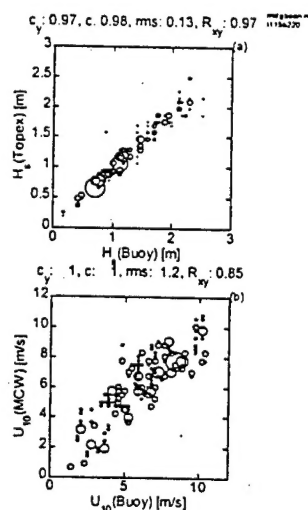 c_y: 0.97, c: 0.98, rms: 0.13, R_xy: 0.97
(a)
3
2.5
2
1.5
1
0.5
0
H_s(Topex) [m]
0 1 2 3
H (Buoy) [m]
c_y: 1, c: 1, rms: 1.2, R_xy: 0.85
(b)
12
10
8
6
4
2
0
U_10(MCW) [m/s]
0 5 10
U_10(Buoy) [m/s]